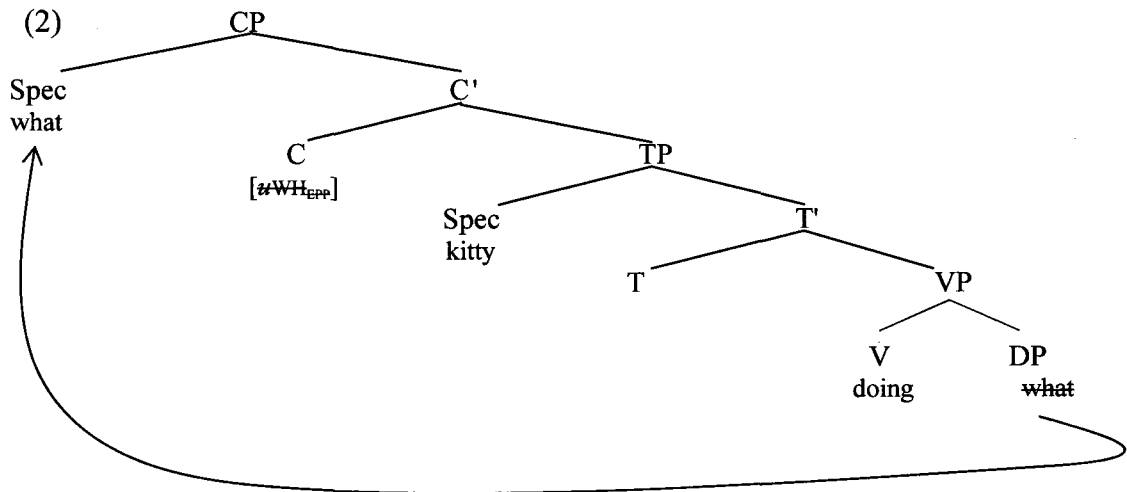 (2)
CP
Spec
what
C'
C
[uWH_EPP]
TP
Spec
kitty
T'
T
VP
V
doing
DP
what